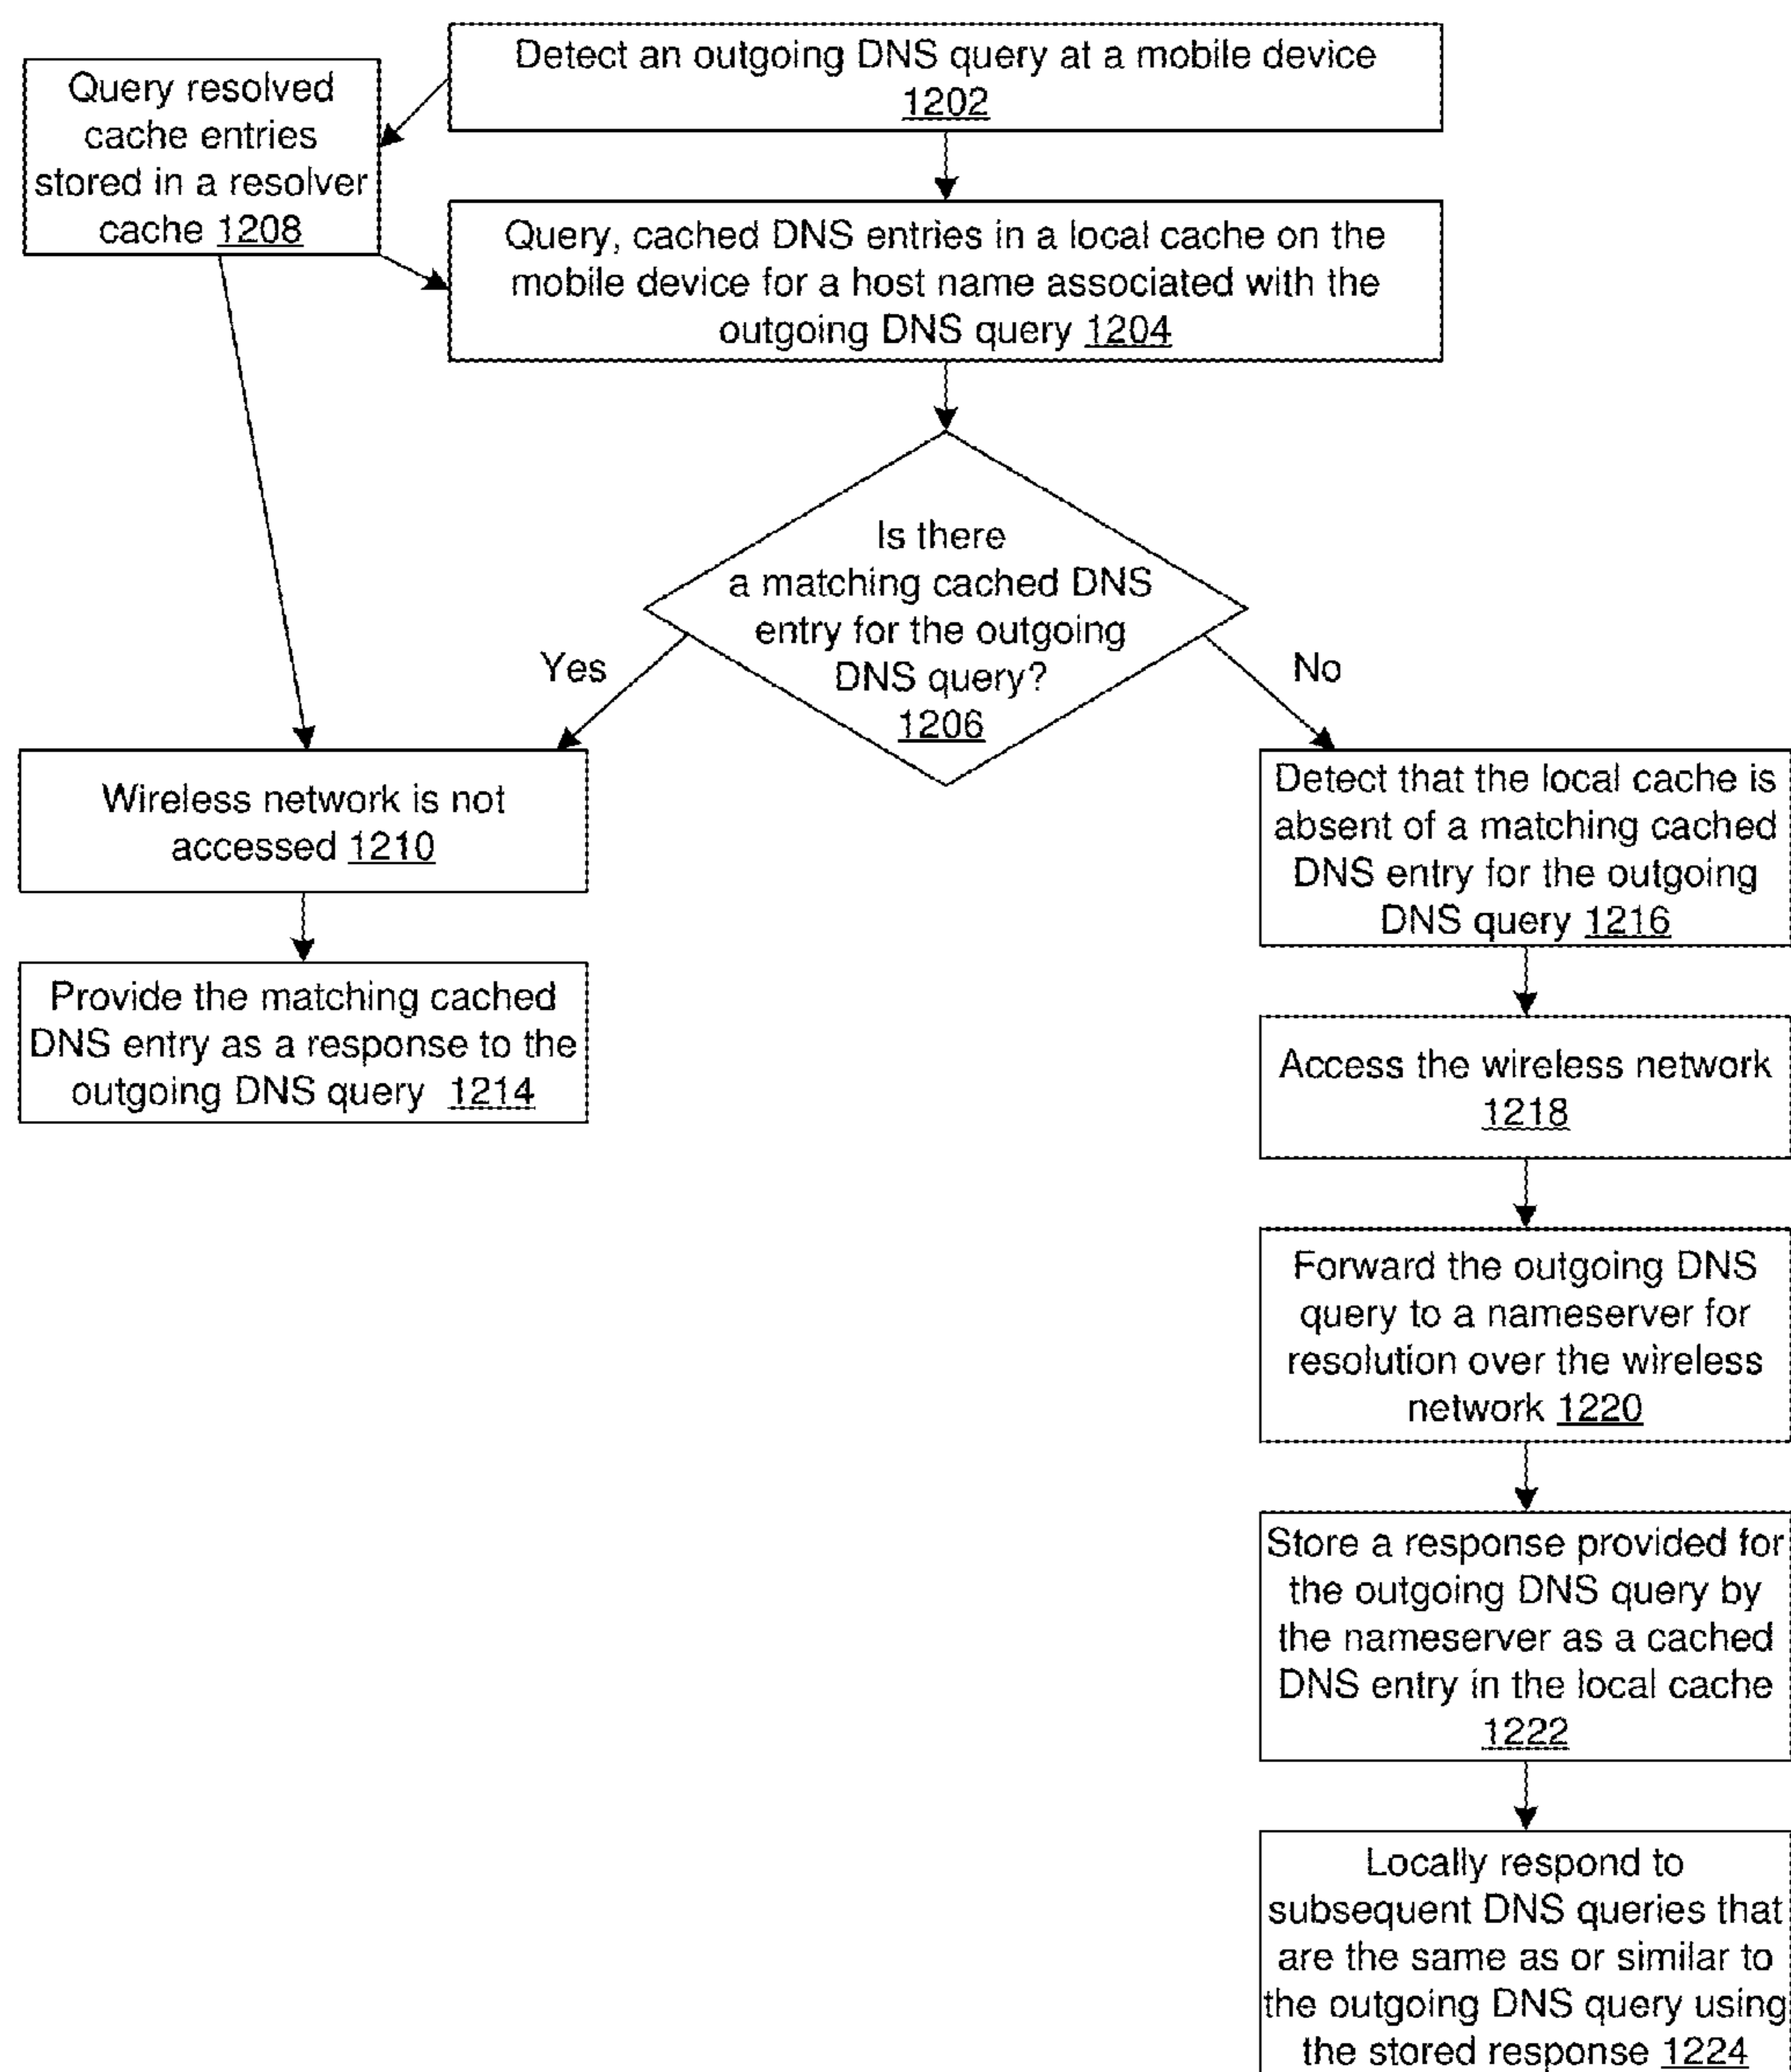 Detect an outgoing DNS query at a mobile device
1202
Query resolved
cache entries
stored in a resolver
cache 1208
Query, cached DNS entries in a local cache on the
mobile device for a host name associated with the
outgoing DNS query 1204
Is there
a matching cached DNS
entry for the outgoing
DNS query?
1206
Yes
No
Wireless network is not
accessed 1210
Provide the matching cached
DNS entry as a response to the
outgoing DNS query 1214
Detect that the local cache is
absent of a matching cached
DNS entry for the outgoing
DNS query 1216
Access the wireless network
1218
Forward the outgoing DNS
query to a nameserver for
resolution over the wireless
network 1220
Store a response provided for
the outgoing DNS query by
the nameserver as a cached
DNS entry in the local cache
1222
Locally respond to
subsequent DNS queries that
are the same as or similar to
the outgoing DNS query using
the stored response 1224